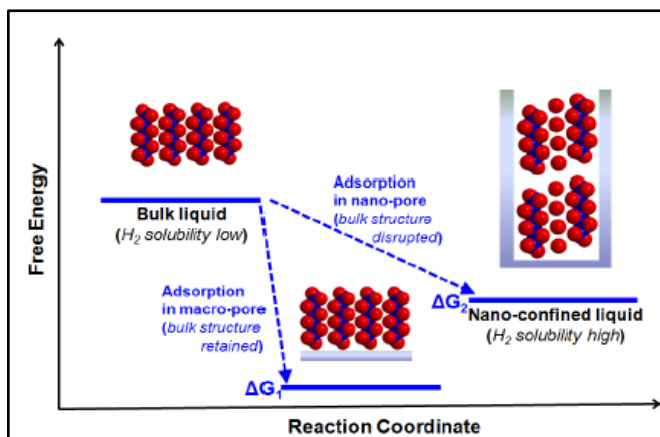 Free Energy
Bulk liquid
(H2 solubility low)
Adsorption
in nano-pore
(bulk structure
disrupted)
Adsorption
in macro-pore
(bulk structure
retained)
ΔG1
ΔG2
Nano-confined liquid
(H2 solubility high)
Reaction Coordinate